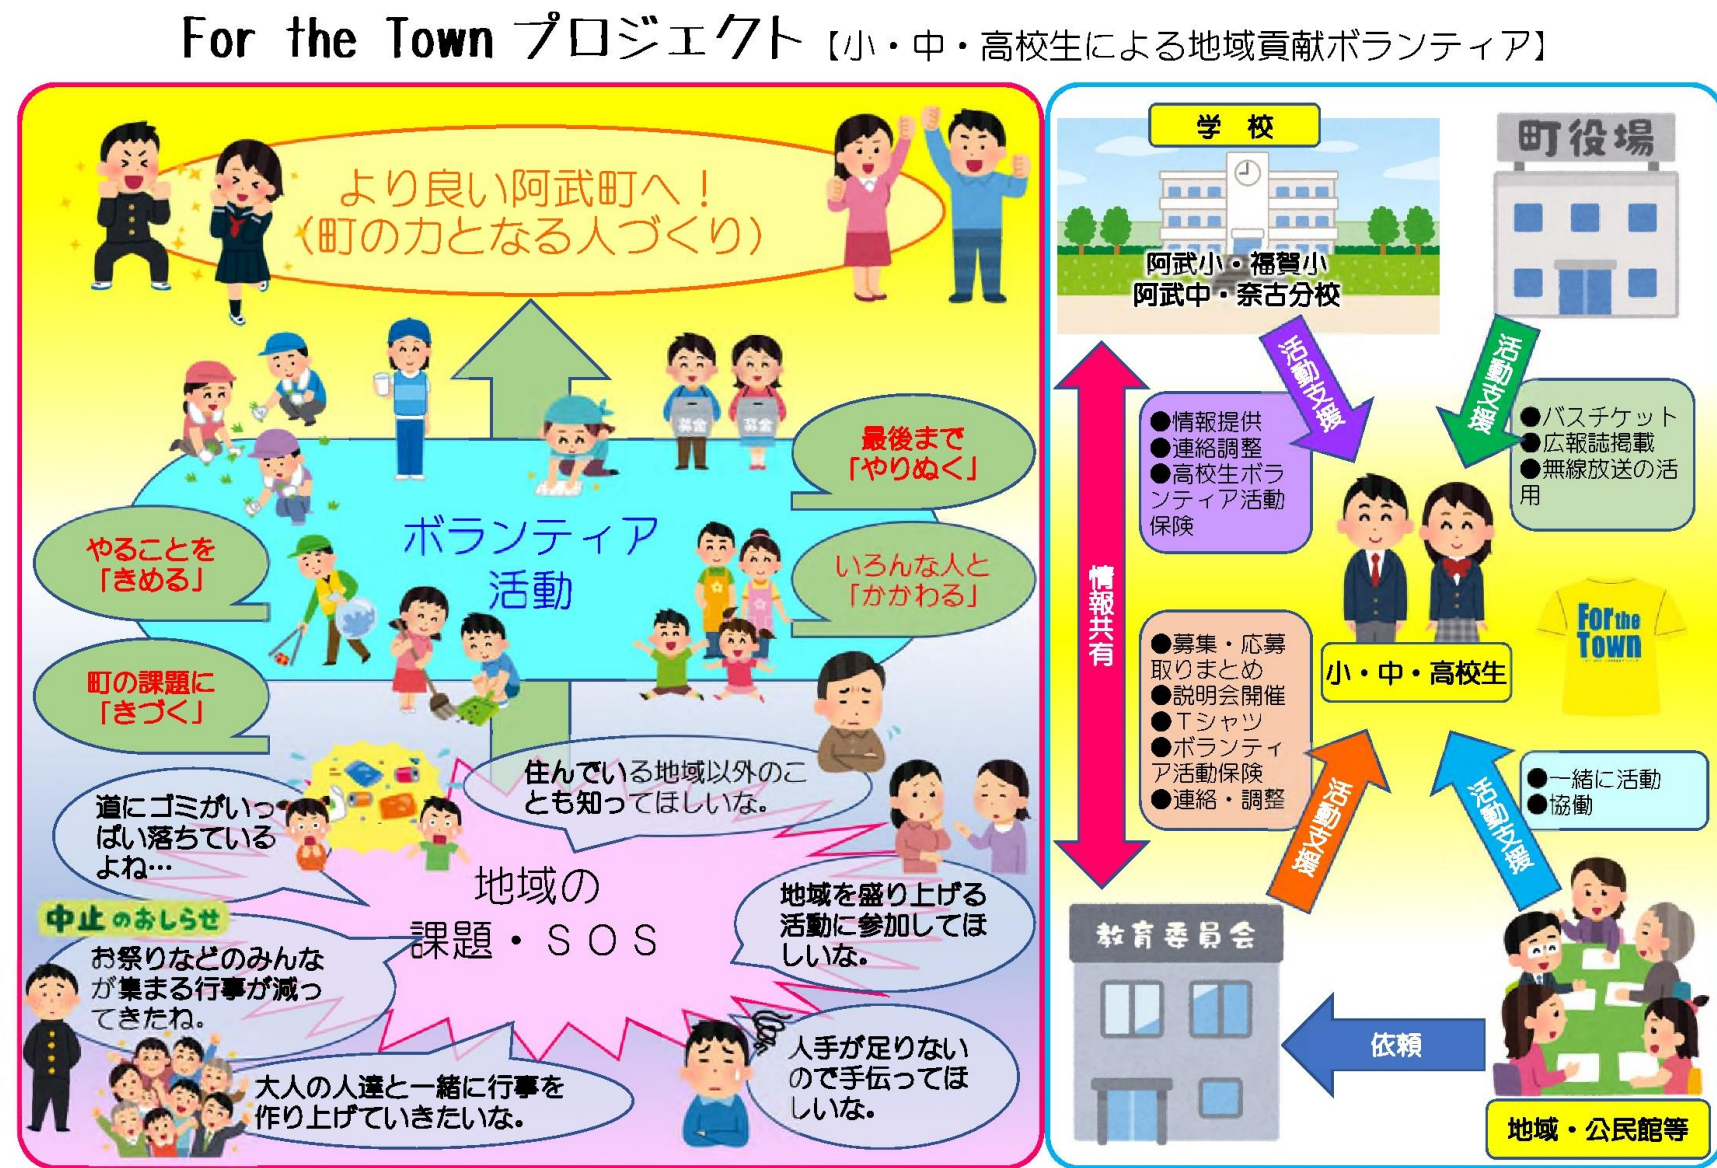 For the Town プロジェクト【小・中・高校生による地域貢献ボランティア】
より良い阿武町へ！
（町の力となる人づくり）
募金
募金
最後まで
「やりぬく」
ボランティア
活動
やることを
「きめる」
いろんな人と
「かかわる」
町の課題に
「きづく」
住んでいる地域以外のこ
とも知ってほしいな。
道にゴミがいっ
ぱい落ちている
よね…
地域の
課題・ＳＯＳ
地域を盛り上げる
活動に参加してほ
しいな。
中止のおしらせ
お祭りなどのみんな
が集まる行事が減っ
てきたね。
大人の人達と一緒に行事を
作り上げていきたいな。
人手が足りない
ので手伝ってほ
しいな。
学 校
阿武小・福賀小
阿武中・奈古分校
町役場
活動支援
活動支援
●情報提供
●連絡調整
●高校生ボラ
ンティア活動
保険
●バスチケット
●広報誌掲載
●無線放送の活
用
情報共有
For the
Town
小・中・高校生
●募集・応募
取りまとめ
●説明会開催
●Ｔシャツ
●ボランティ
ア活動保険
●連絡・調整
活動支援
活動支援
●一緒に活動
●協働
教育委員会
依頼
地域・公民館等